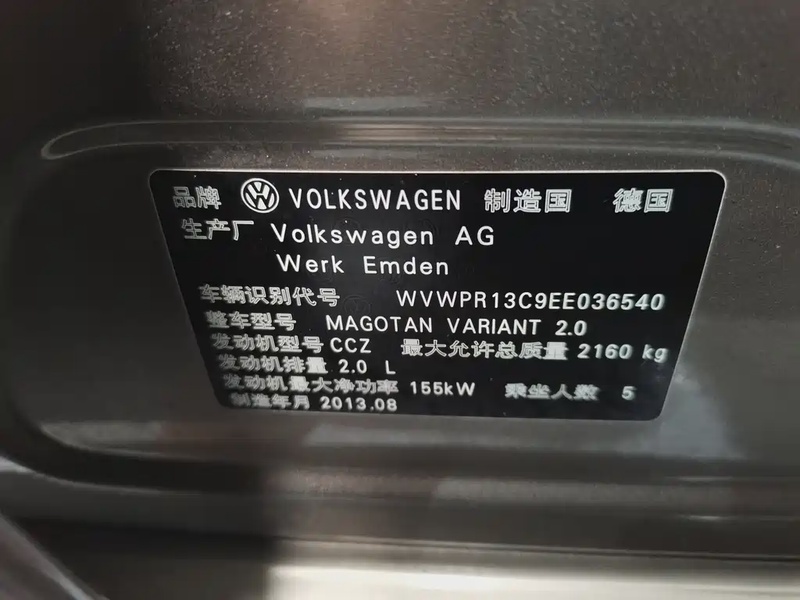 品牌 VOLKSWAGEN 制造国 德国
生产厂 Volkswagen AG
Werk Emden
车辆识别代号 WVWPR13C9EE036540
整车型号 MAGOTAN VARIANT 2.0
发动机型号 CCZ 最大允许总质量 2160 kg
发动机排量 2.0 L
发动机最大净功率 155kW 乘坐人数 5
制造年月 2013.08